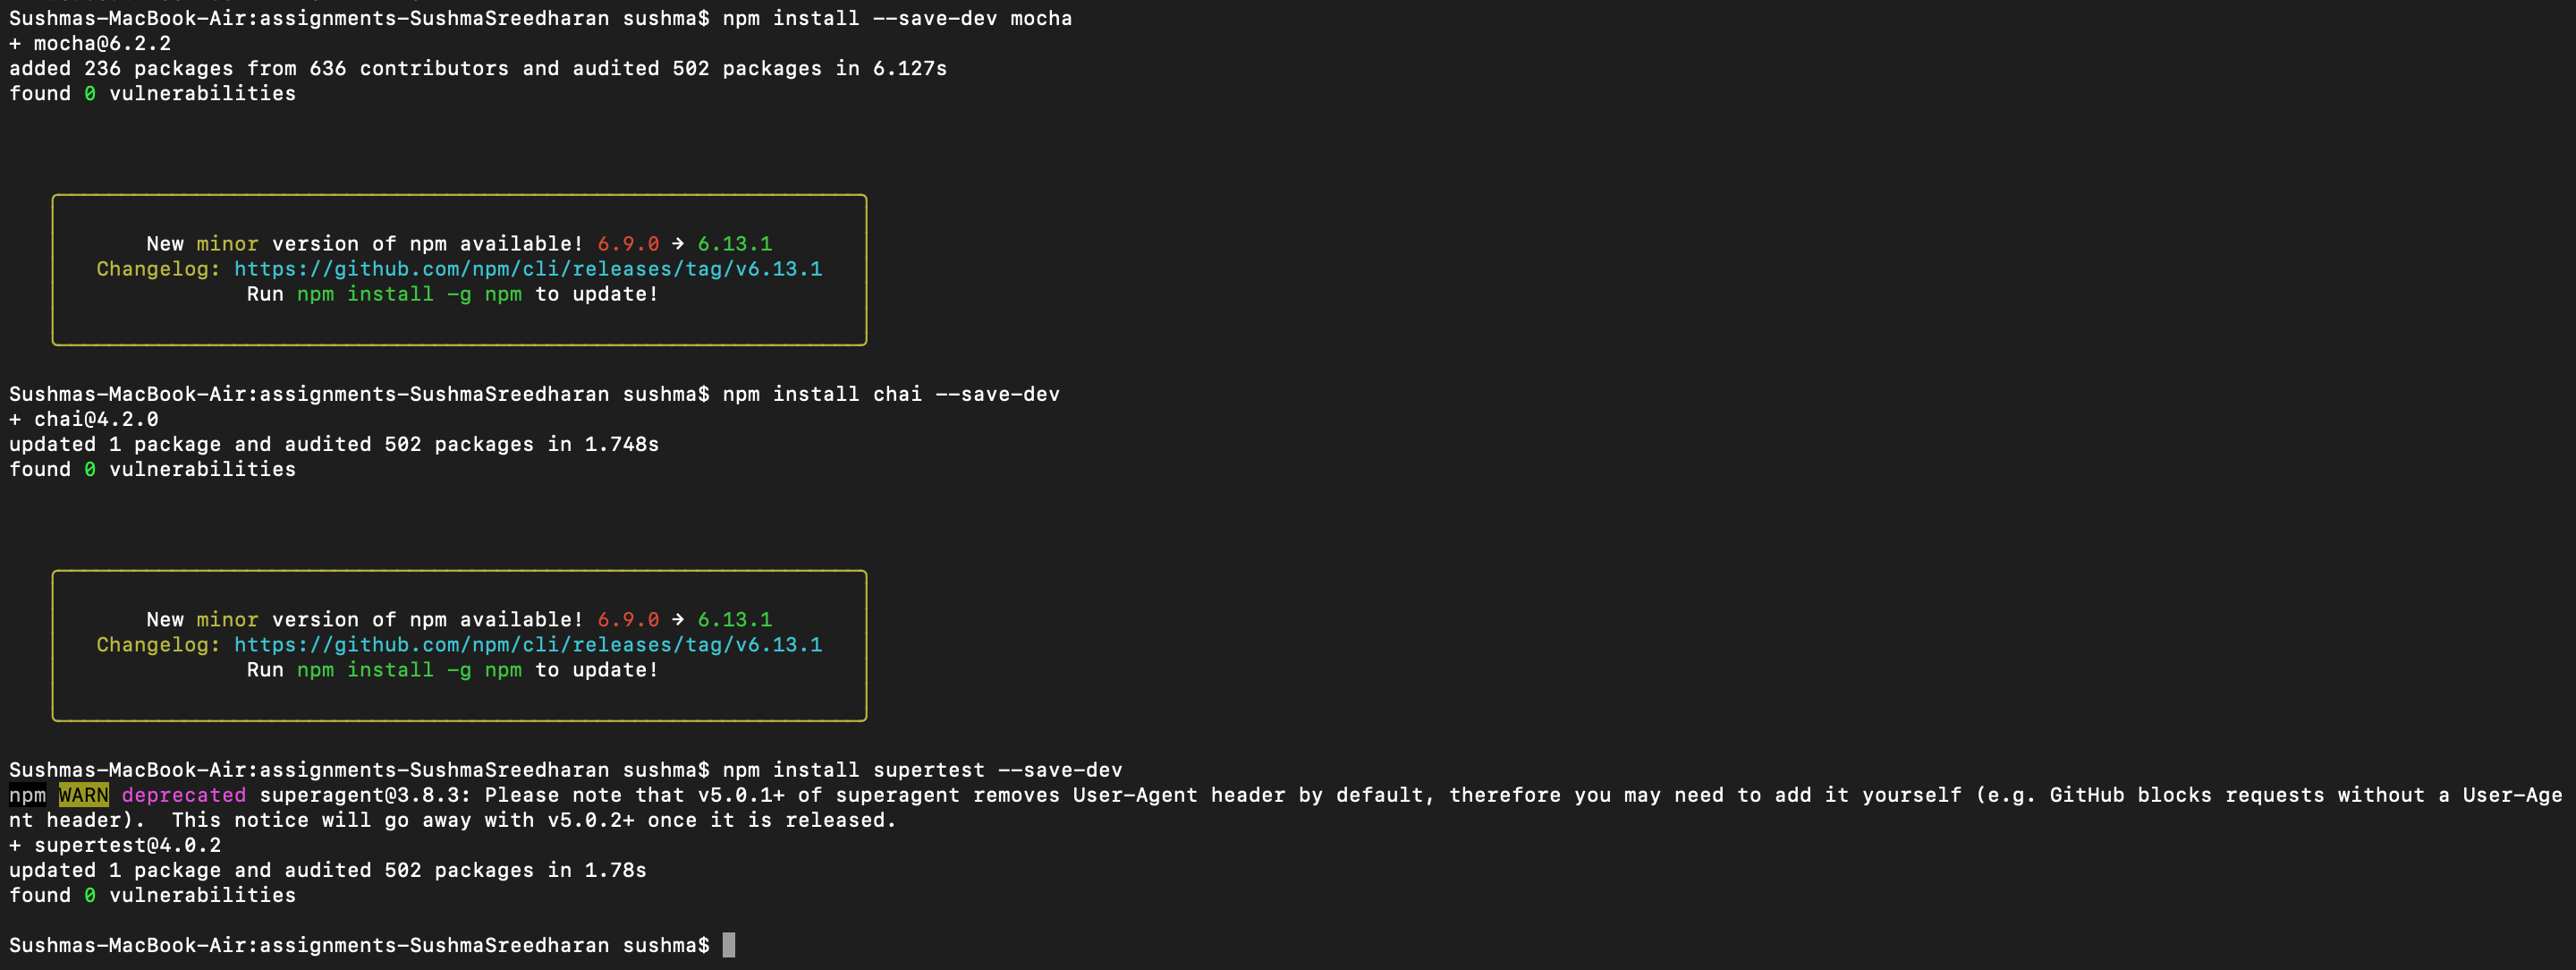 Sushmas-MacBook-Air:assignments-SushmaSreedharan sushma$ npm install --save-dev mocha
+ mocha@6.2.2
added 236 packages from 636 contributors and audited 502 packages in 6.127s
found 0 vulnerabilities
New minor version of npm available! 6.9.0 → 6.13.1
Changelog: https://github.com/npm/cli/releases/tag/v6.13.1
Run npm install -g npm to update!
Sushmas-MacBook-Air:assignments-SushmaSreedharan sushma$ npm install chai --save-dev
+ chai@4.2.0
updated 1 package and audited 502 packages in 1.748s
found 0 vulnerabilities
New minor version of npm available! 6.9.0 → 6.13.1
Changelog: https://github.com/npm/cli/releases/tag/v6.13.1
Run npm install -g npm to update!
Sushmas-MacBook-Air:assignments-SushmaSreedharan sushma$ npm install supertest --save-dev
npm WARN deprecated superagent@3.8.3: Please note that v5.0.1+ of superagent removes User-Agent header by default, therefore you may need to add it yourself (e.g. GitHub blocks requests without a User-Age
nt header).  This notice will go away with v5.0.2+ once it is released.
+ supertest@4.0.2
updated 1 package and audited 502 packages in 1.78s
found 0 vulnerabilities
Sushmas-MacBook-Air:assignments-SushmaSreedharan sushma$